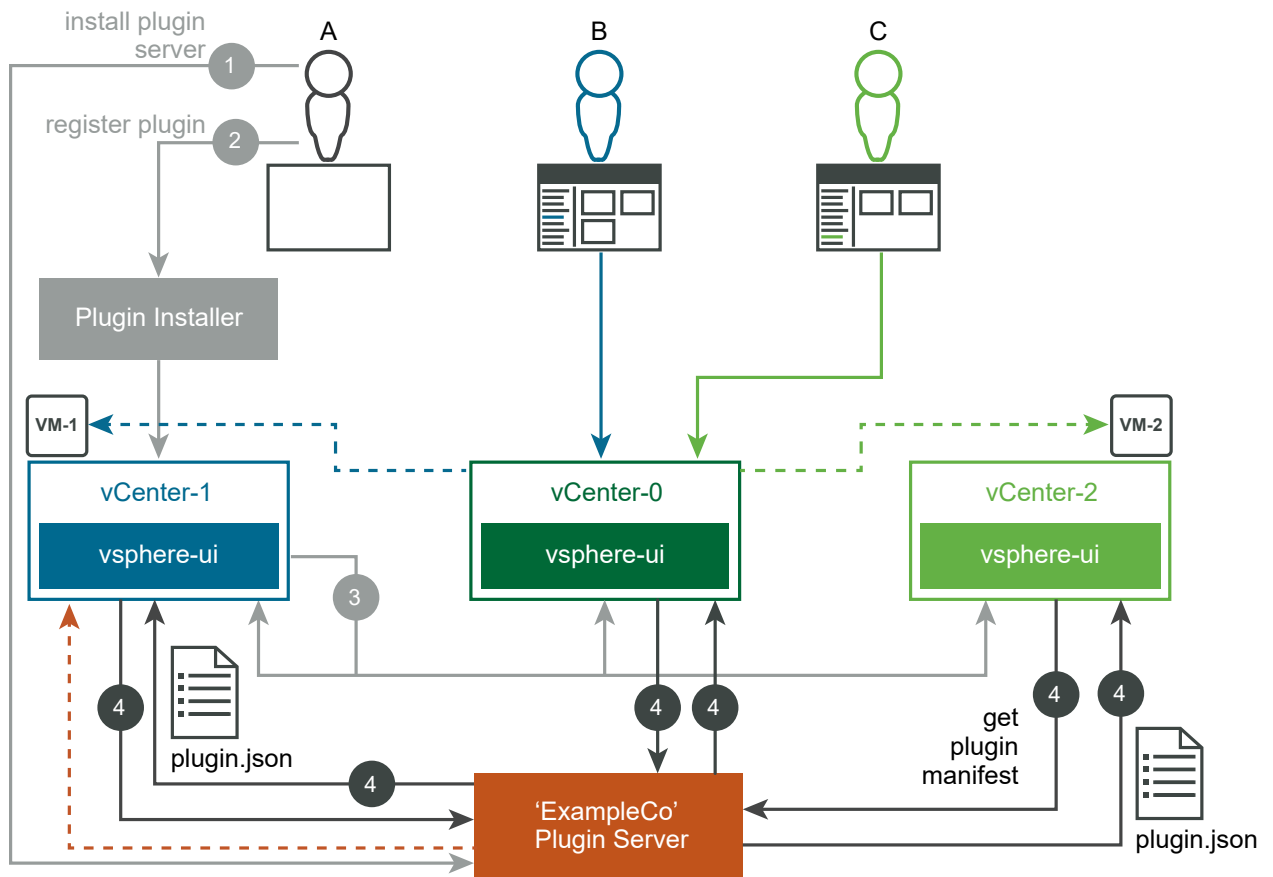 install plugin
server
1
A
B
C
register plugin
2
Plugin Installer
VM-1
VM-2
vCenter-1
vsphere-ui
vCenter-0
vsphere-ui
vCenter-2
vsphere-ui
3
4
plugin.json
4
4
4
get
plugin
manifest
4
4
plugin.json
‘ExampleCo’
Plugin Server